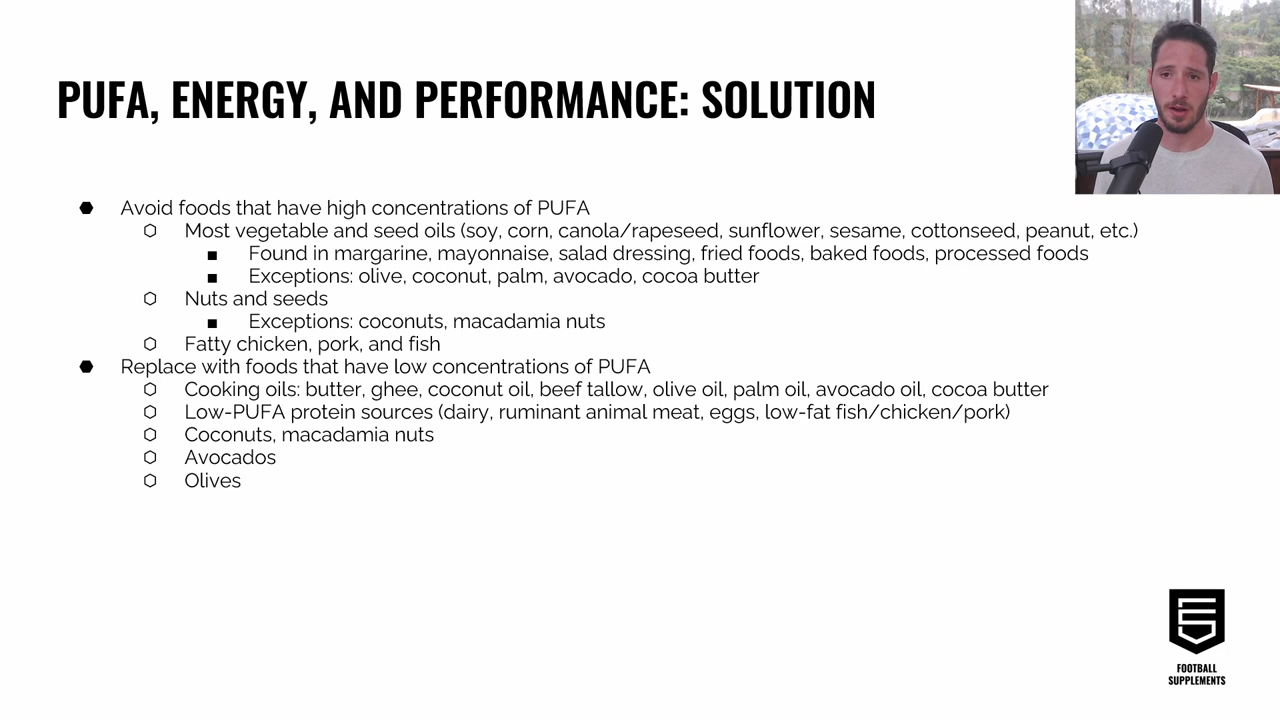 PUFA, ENERGY, AND PERFORMANCE: SOLUTION
Avoid foods that have high concentrations of PUFA
Most vegetable and seed oils (soy, corn, canola/rapeseed, sunflower, sesame, cottonseed, peanut, etc.)
Found in margarine, mayonnaise, salad dressing, fried foods, baked foods, processed foods
Exceptions: olive, coconut, palm, avocado, cocoa butter
Nuts and seeds
Exceptions: coconuts, macadamia nuts
Fatty chicken, pork, and fish
Replace with foods that have low concentrations of PUFA
Cooking oils: butter, ghee, coconut oil, beef tallow, olive oil, palm oil, avocado oil, cocoa butter
Low-PUFA protein sources (dairy, ruminant animal meat, eggs, low-fat fish/chicken/pork)
Coconuts, macadamia nuts
Avocados
Olives
FOOTBALL
SUPPLEMENTS